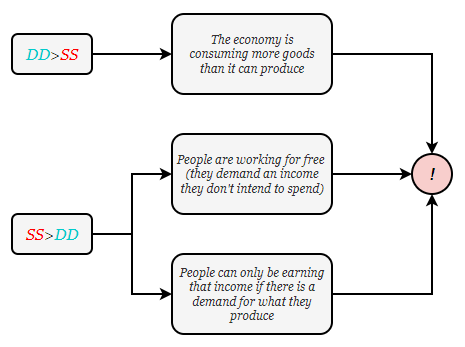 The economy is
consuming more goods
than it can produce
DD>SS
People are working for free
(they demand an income
they don't intend to spend)
!
SS>DD
People can only be earning
that income if there is a
demand for what they
produce